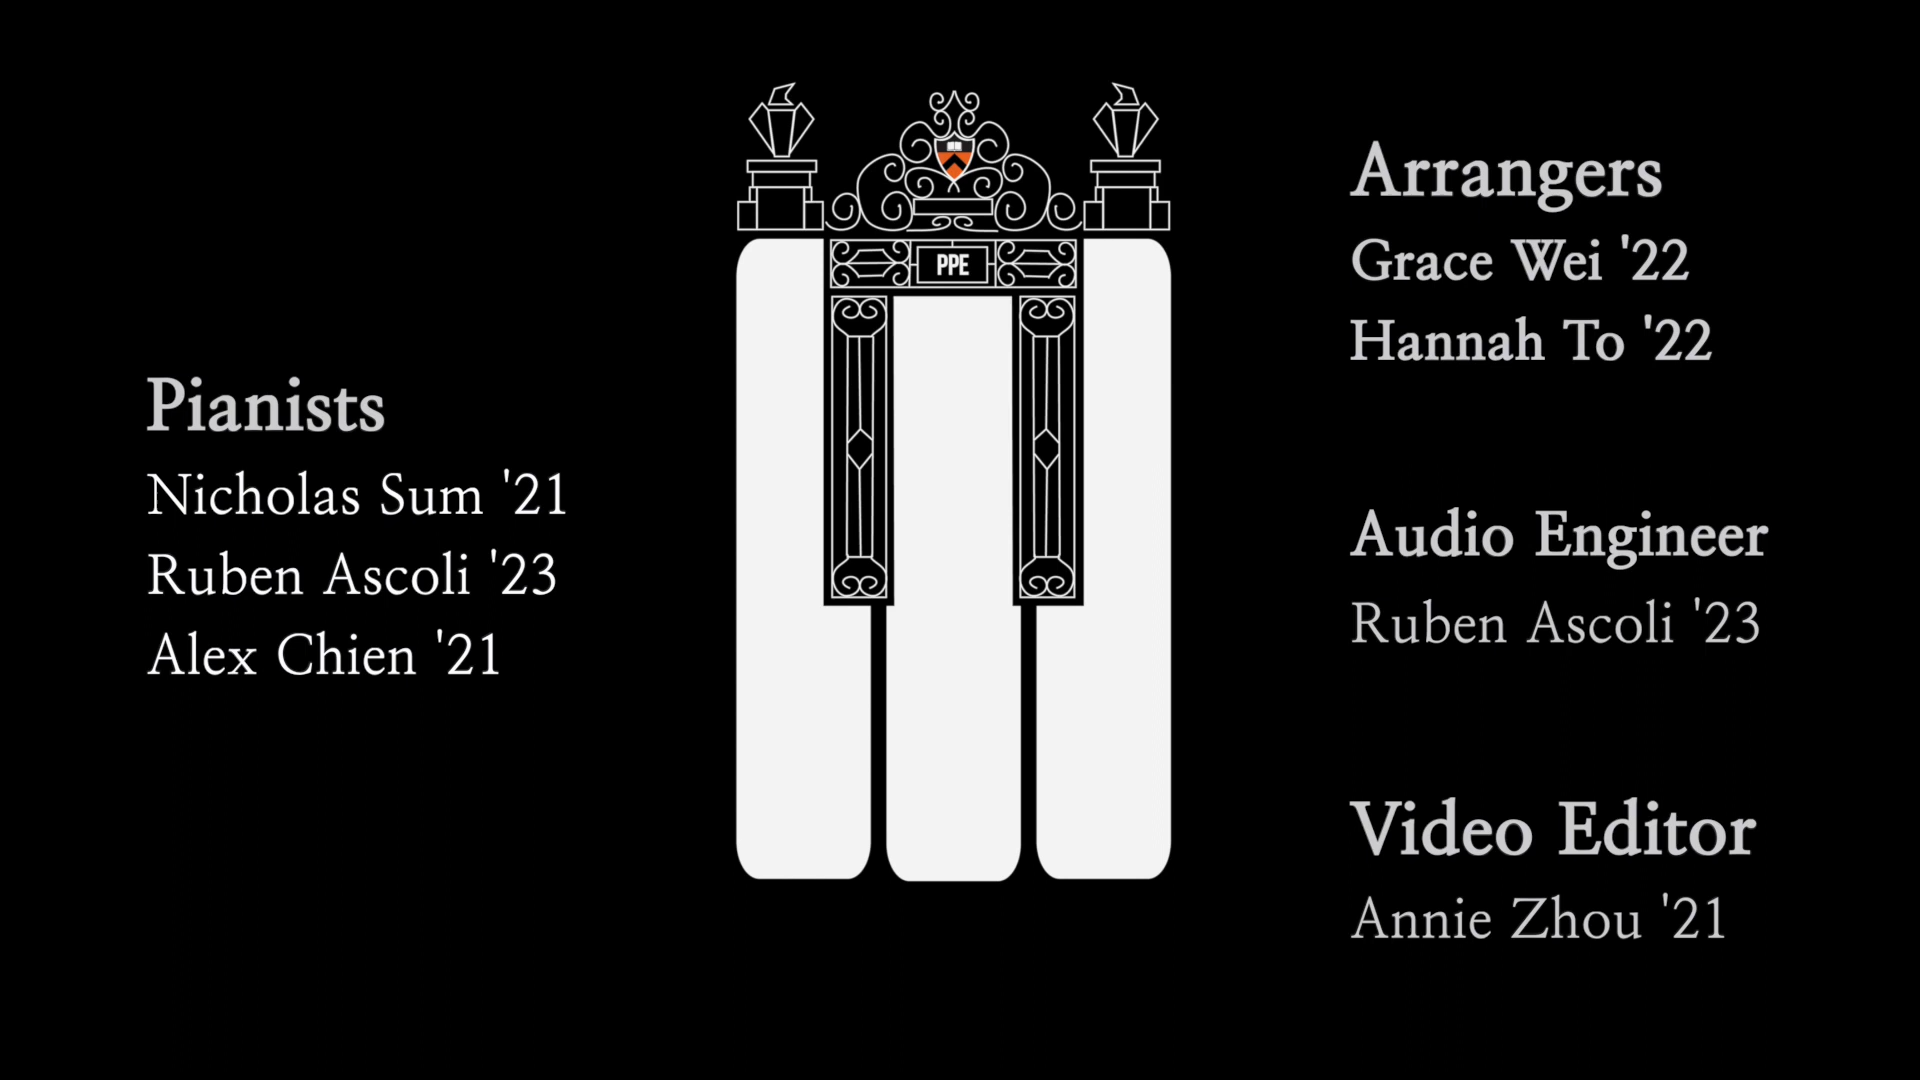 Pianists
Nicholas Sum '21
Ruben Ascoli '23
Alex Chien '21
PPE
Arrangers
Grace Wei '22
Hannah To '22
Audio Engineer
Ruben Ascoli '23
Video Editor
Annie Zhou '21